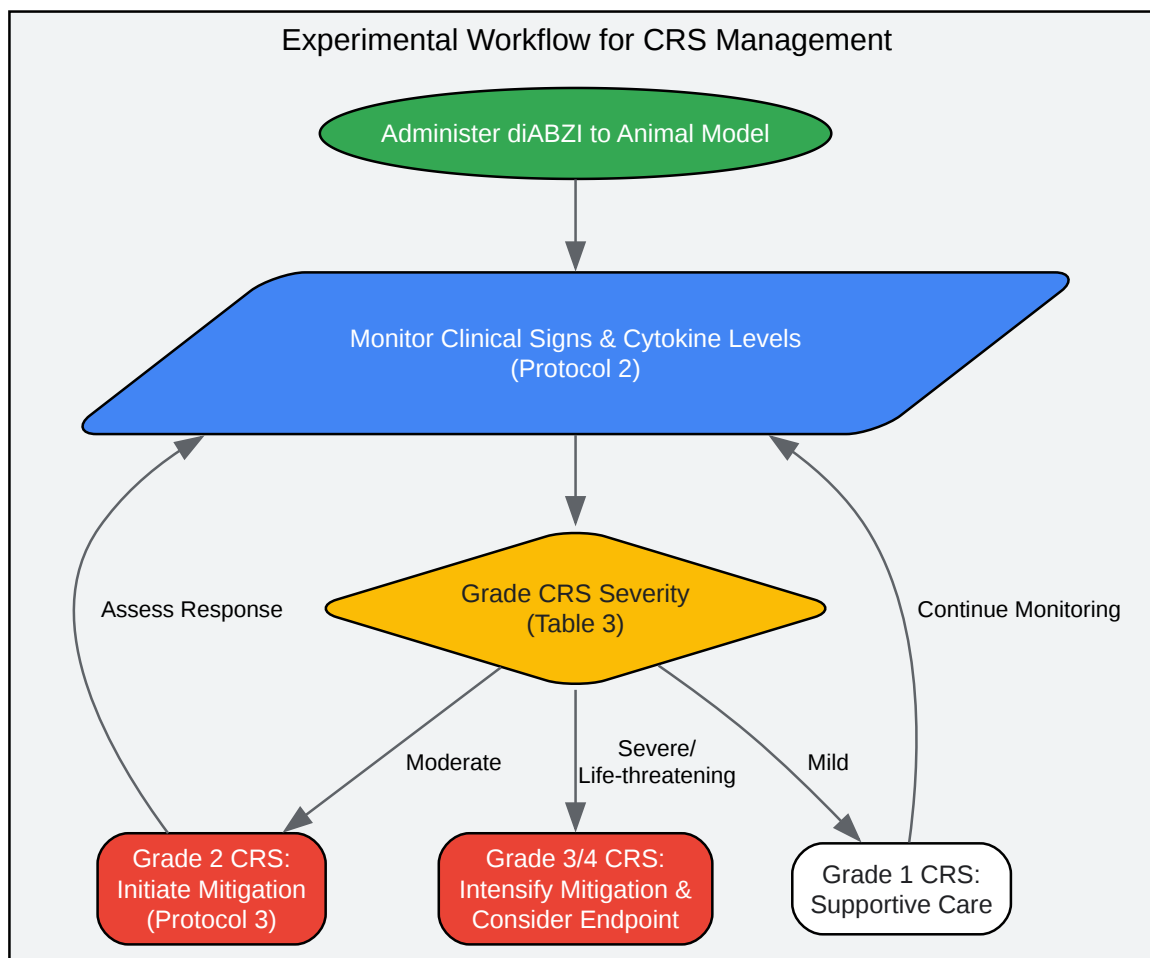 Experimental Workflow for CRS Management
Administer diABZI to Animal Model
Monitor Clinical Signs & Cytokine Levels
(Protocol 2)
Grade CRS Severity
(Table 3)
Assess Response
Continue Monitoring
Moderate
Severe/
Life-threatening
Mild
Grade 2 CRS:
Initiate Mitigation
(Protocol 3)
Grade 3/4 CRS:
Intensify Mitigation &
Consider Endpoint
Grade 1 CRS:
Supportive Care